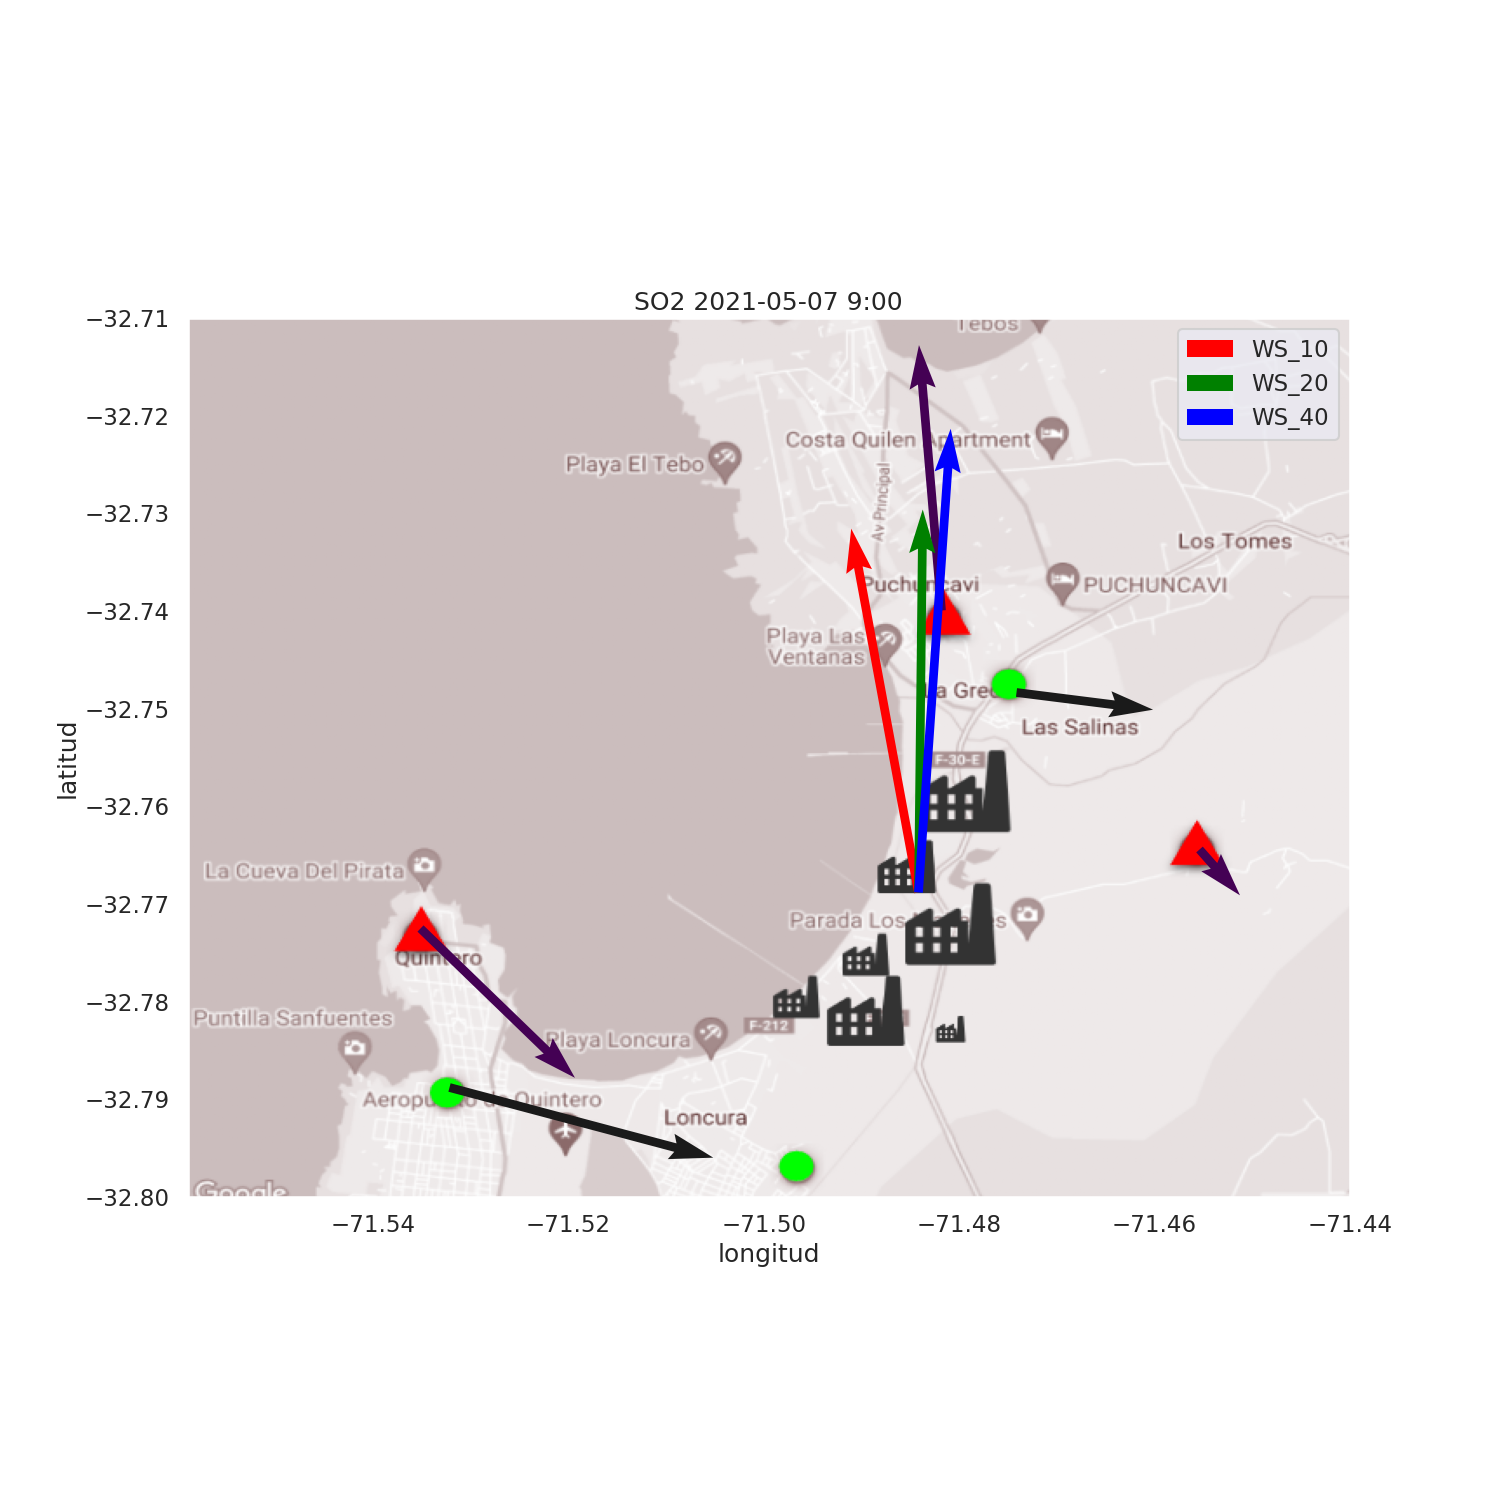 SO2 2021-05-07 9:00
−32.71
−32.72
−32.73
−32.74
−32.75
−32.76
−32.77
−32.78
−32.79
−32.80
latitud
−71.54
−71.52
−71.50
−71.48
−71.46
−71.44
longitud
WS_10
WS_20
WS_40
Tebos
Costa Quilen Apartment
Playa El Tebo
Av Principal
Los Tomes
Puchuncavi
PUCHUNCAVI
Playa Las
Ventanas
La Gre
Las Salinas
F-30-E
La Cueva Del Pirata
Parada Los
Quintero
Puntilla Sanfuentes
Playa Loncura
F-212
Aeropuerto de Quintero
Loncura
Google